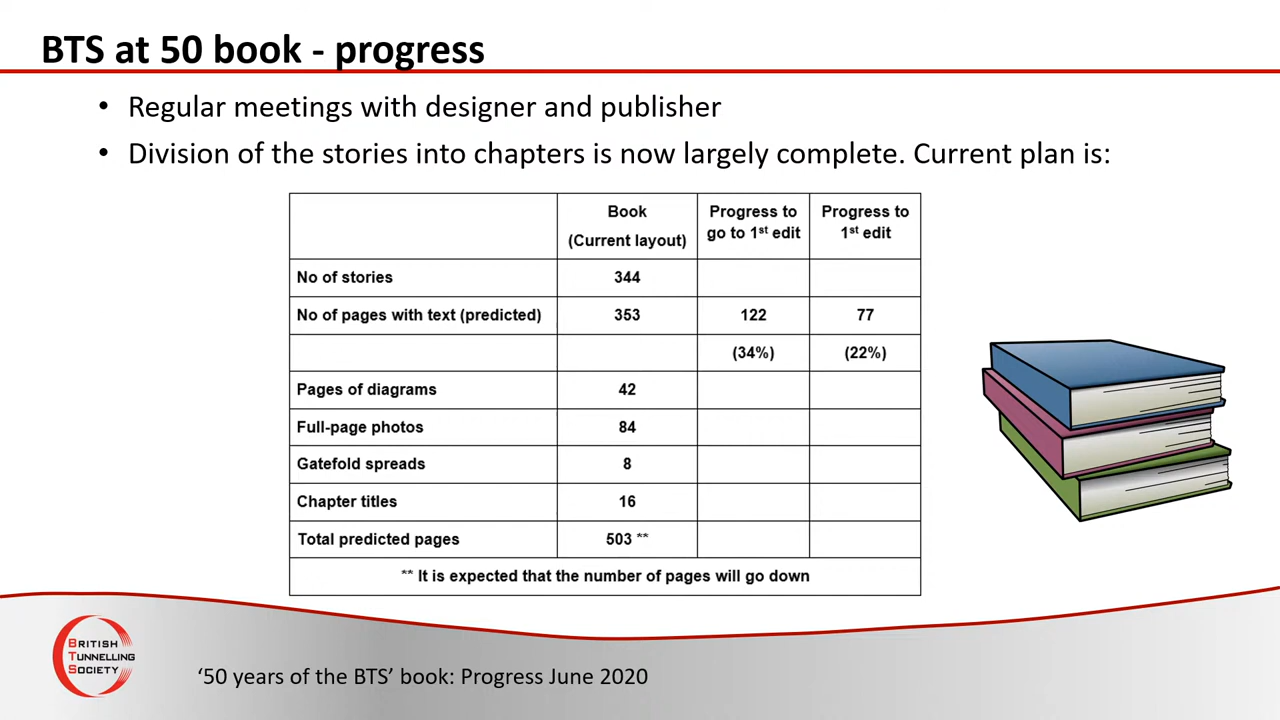 BTS at 50 book - progress
• Regular meetings with designer and publisher
• Division of the stories into chapters is now largely complete. Current plan is:
Book (Current layout) Progress to go to 1st edit Progress to 1st edit
No of stories 344
No of pages with text (predicted) 353 122 77
(34%) (22%)
Pages of diagrams 42
Full-page photos 84
Gatefold spreads 8
Chapter titles 16
Total predicted pages 503 **
** It is expected that the number of pages will go down
BRITISH
TUNNELLING
SOCIETY
‘50 years of the BTS’ book: Progress June 2020